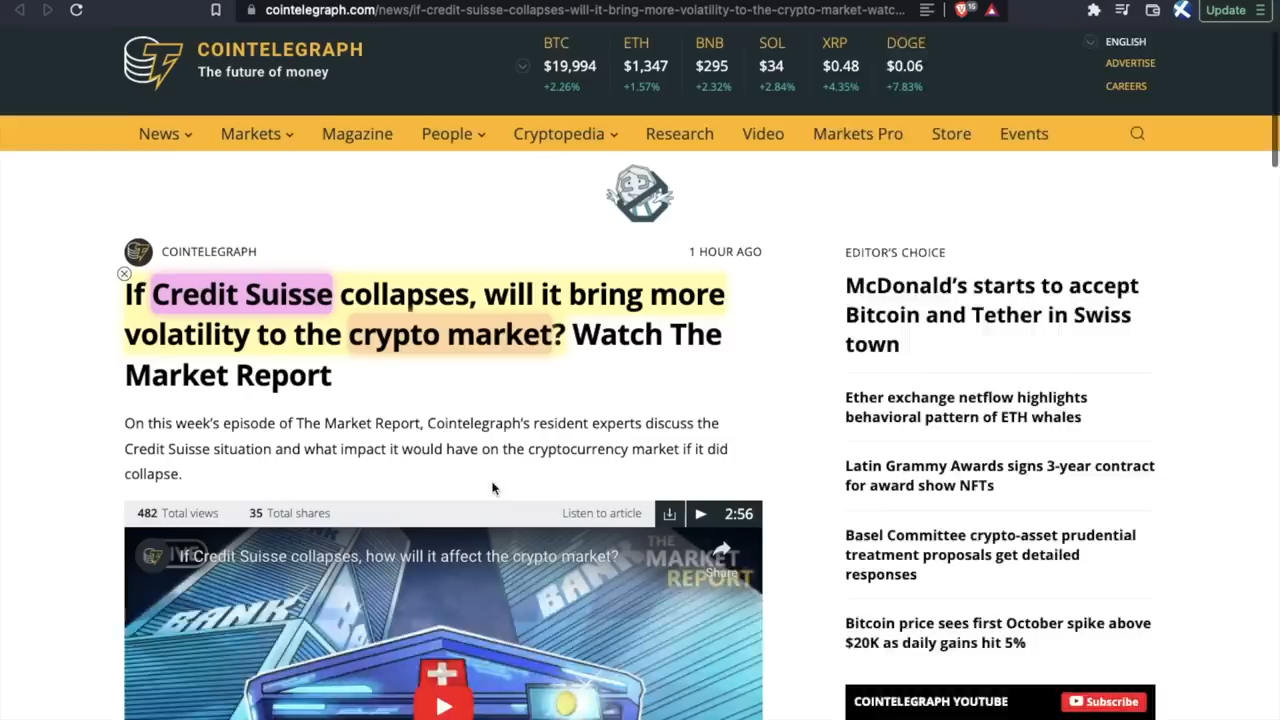 cointelegraph.com/news/if-credit-suisse-collapses-will-it-bring-more-volatility-to-the-crypto-market-watc...
15
Update
COINTELEGRAPH
The future of money
BTC ETH BNB SOL XRP DOGE
$19,994 $1,347 $295 $34 $0.48 $0.06
+2.26% +1.57% +2.32% +2.84% +4.35% +7.83%
ENGLISH
ADVERTISE
CAREERS
News Markets Magazine People Cryptopedia Research Video Markets Pro Store Events
COINTELEGRAPH 1 HOUR AGO
If Credit Suisse collapses, will it bring more
volatility to the crypto market? Watch The
Market Report
On this week's episode of The Market Report, Cointelegraph's resident experts discuss the
Credit Suisse situation and what impact it would have on the cryptocurrency market if it did
collapse.
482 Total views 35 Total shares Listen to article 2:56
If Credit Suisse collapses, how will it affect the crypto market?
Share
THE
MARKET
REPORT
BANK
BANK
EDITOR'S CHOICE
McDonald's starts to accept
Bitcoin and Tether in Swiss
town
Ether exchange netflow highlights
behavioral pattern of ETH whales
Latin Grammy Awards signs 3-year contract
for award show NFTs
Basel Committee crypto-asset prudential
treatment proposals get detailed
responses
Bitcoin price sees first October spike above
$20K as daily gains hit 5%
COINTELEGRAPH YOUTUBE Subscribe